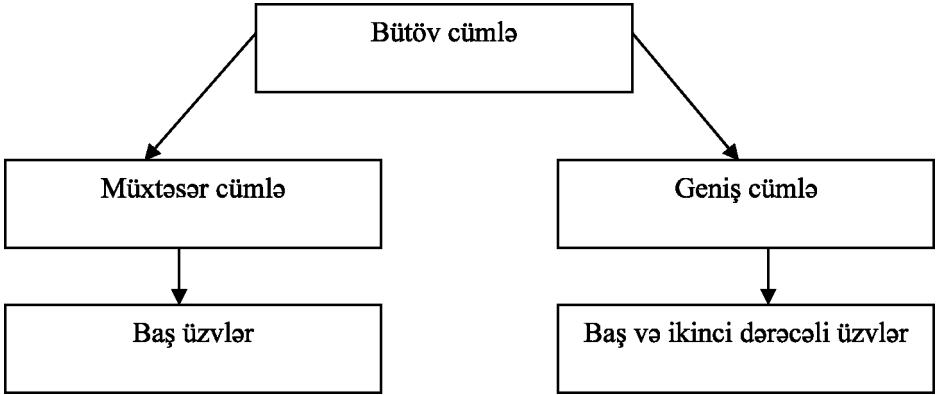 Bütöv cümlə
Müxtəsər cümlə
Geniş cümlə
Baş üzvlər
Baş və ikinci dərəcəli üzvlər